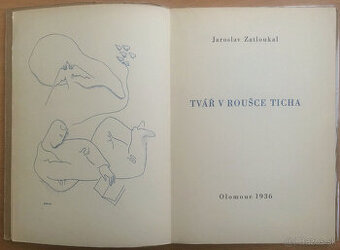 Jaroslav Zatloukal
TVÁŘ V ROUŠCE TICHA
Olomouc 1936